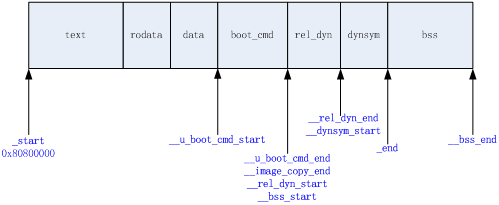 text rodata data boot_cmd rel_dyn dynsym bss
__rel_dyn_end
__dynsym_start
_start
0x80800000
__u_boot_cmd_start
_end
__bss_end
__u_boot_cmd_end
__image_copy_end
__rel_dyn_start
__bss_start